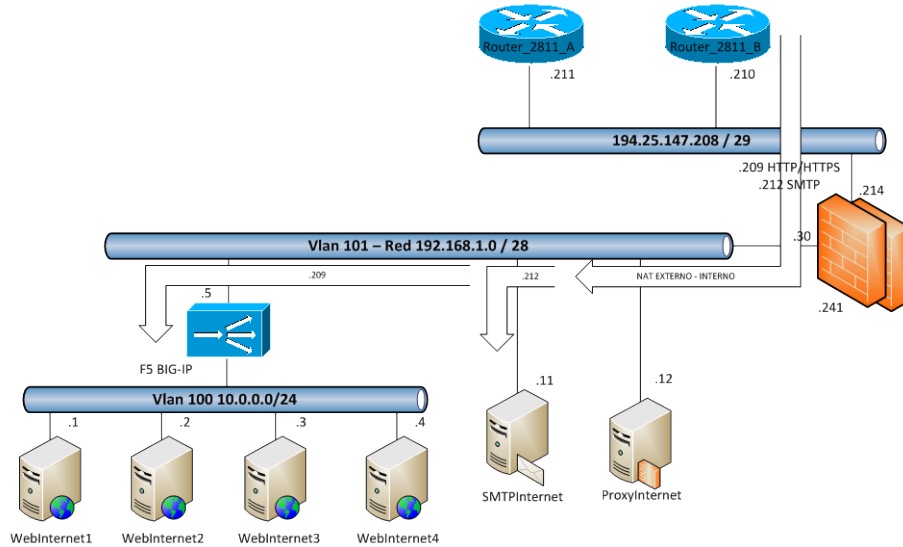 Router_2811_A
Router_2811_B
.211
.210
194.25.147.208 / 29
.209 HTTP/HTTPS
.212 SMTP
.214
Vlan 101 – Red 192.168.1.0 / 28
.30
.209
.212
NAT EXTERNO - INTERNO
.5
.241
F5 BIG-IP
.11
.12
Vlan 100 10.0.0.0/24
.1
.2
.3
.4
SMTPInternet
ProxyInternet
WebInternet1
WebInternet2
WebInternet3
WebInternet4